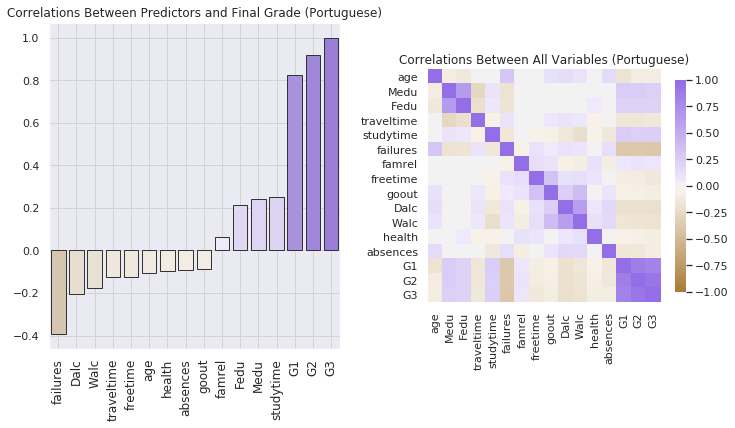 Correlations Between Predictors and Final Grade (Portuguese)
1.0
0.8
0.6
0.4
0.2
0.0
−0.2
−0.4
failures
Dalc
Walc
traveltime
freetime
age
health
absences
goout
famrel
Fedu
Medu
studytime
G1
G2
G3
Correlations Between All Variables (Portuguese)
age
Medu
Fedu
traveltime
studytime
failures
famrel
freetime
goout
Dalc
Walc
health
absences
G1
G2
G3
age
Medu
Fedu
traveltime
studytime
failures
famrel
freetime
goout
Dalc
Walc
health
absences
G1
G2
G3
1.00
0.75
0.50
0.25
0.00
−0.25
−0.50
−0.75
−1.00